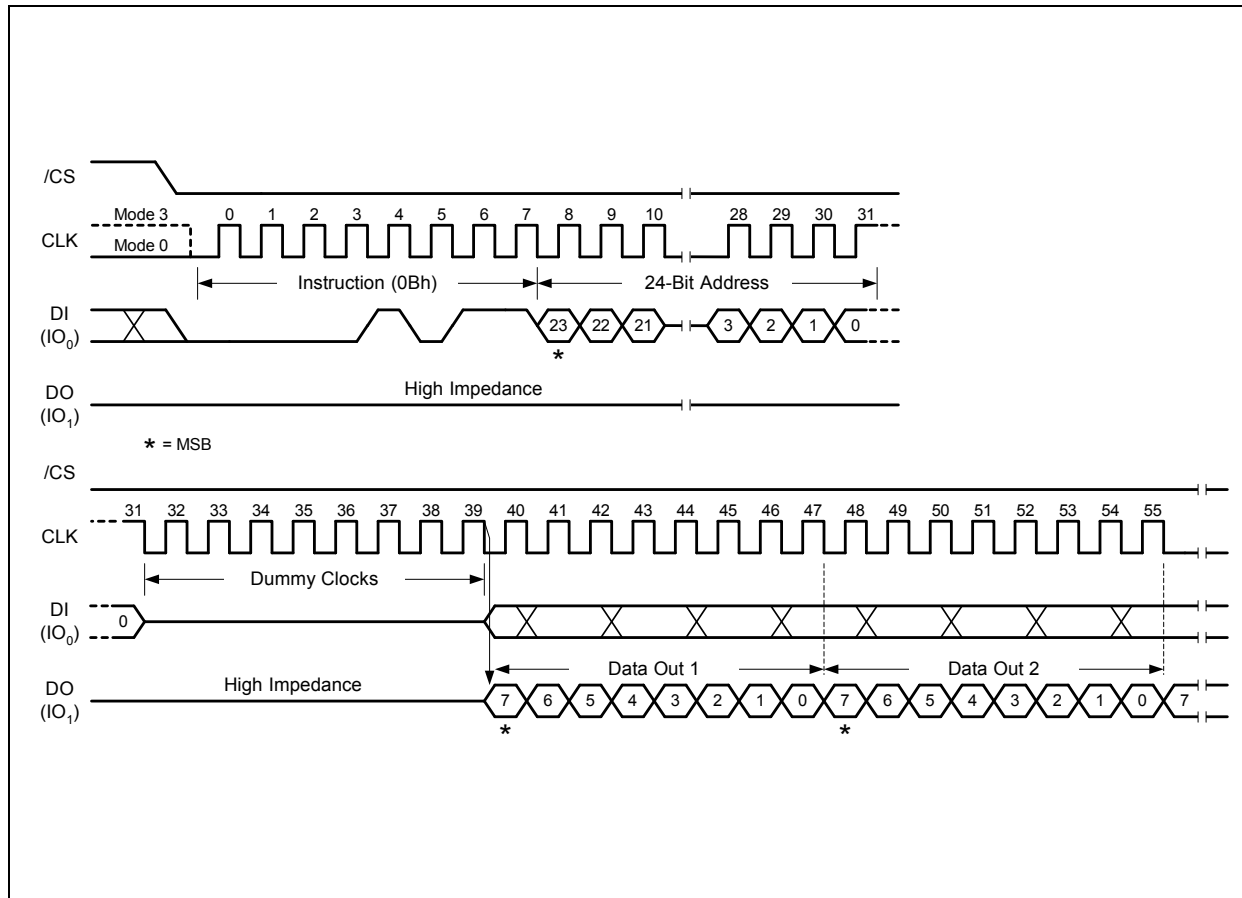 /CS
Mode 3 0 1 2 3 4 5 6 7 8 9 10 28 29 30 31
CLK
Mode 0
Instruction (0Bh) 24-Bit Address
DI
(IO0) 23 22 21 3 2 1 0
*
High Impedance
DO
(IO1)
* = MSB
/CS
31 32 33 34 35 36 37 38 39 40 41 42 43 44 45 46 47 48 49 50 51 52 53 54 55
CLK
Dummy Clocks
DI
(IO0) 0
Data Out 1 Data Out 2
High Impedance
DO
(IO1) 7 6 5 4 3 2 1 0 7 6 5 4 3 2 1 0 7
* *